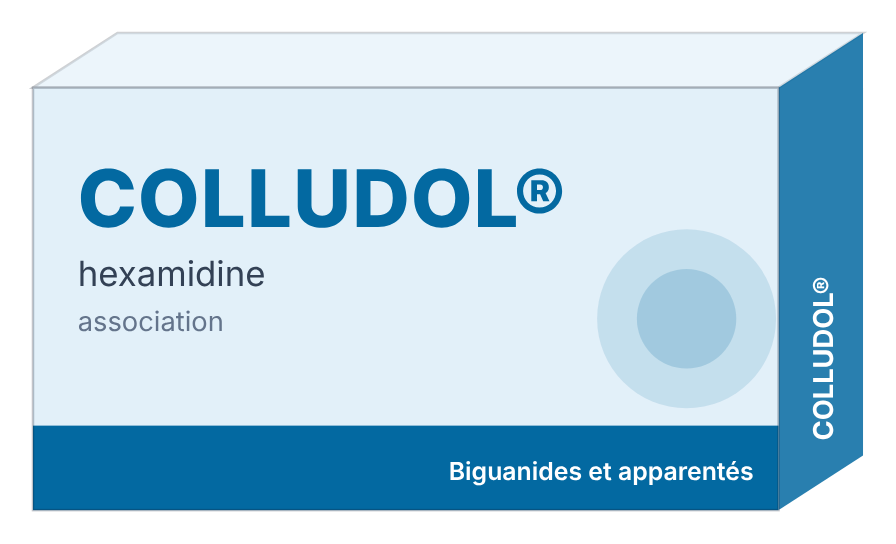 COLLUDOL®
hexamidine
association
Biguanides et apparentés
COLLUDOL®